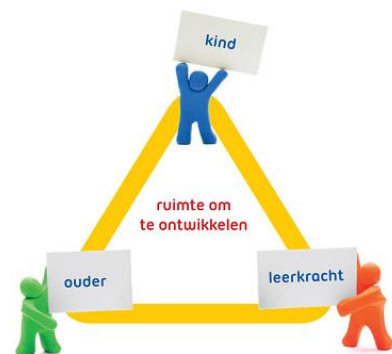 kind
ruimte om
te ontwikkelen
ouder
leerkracht